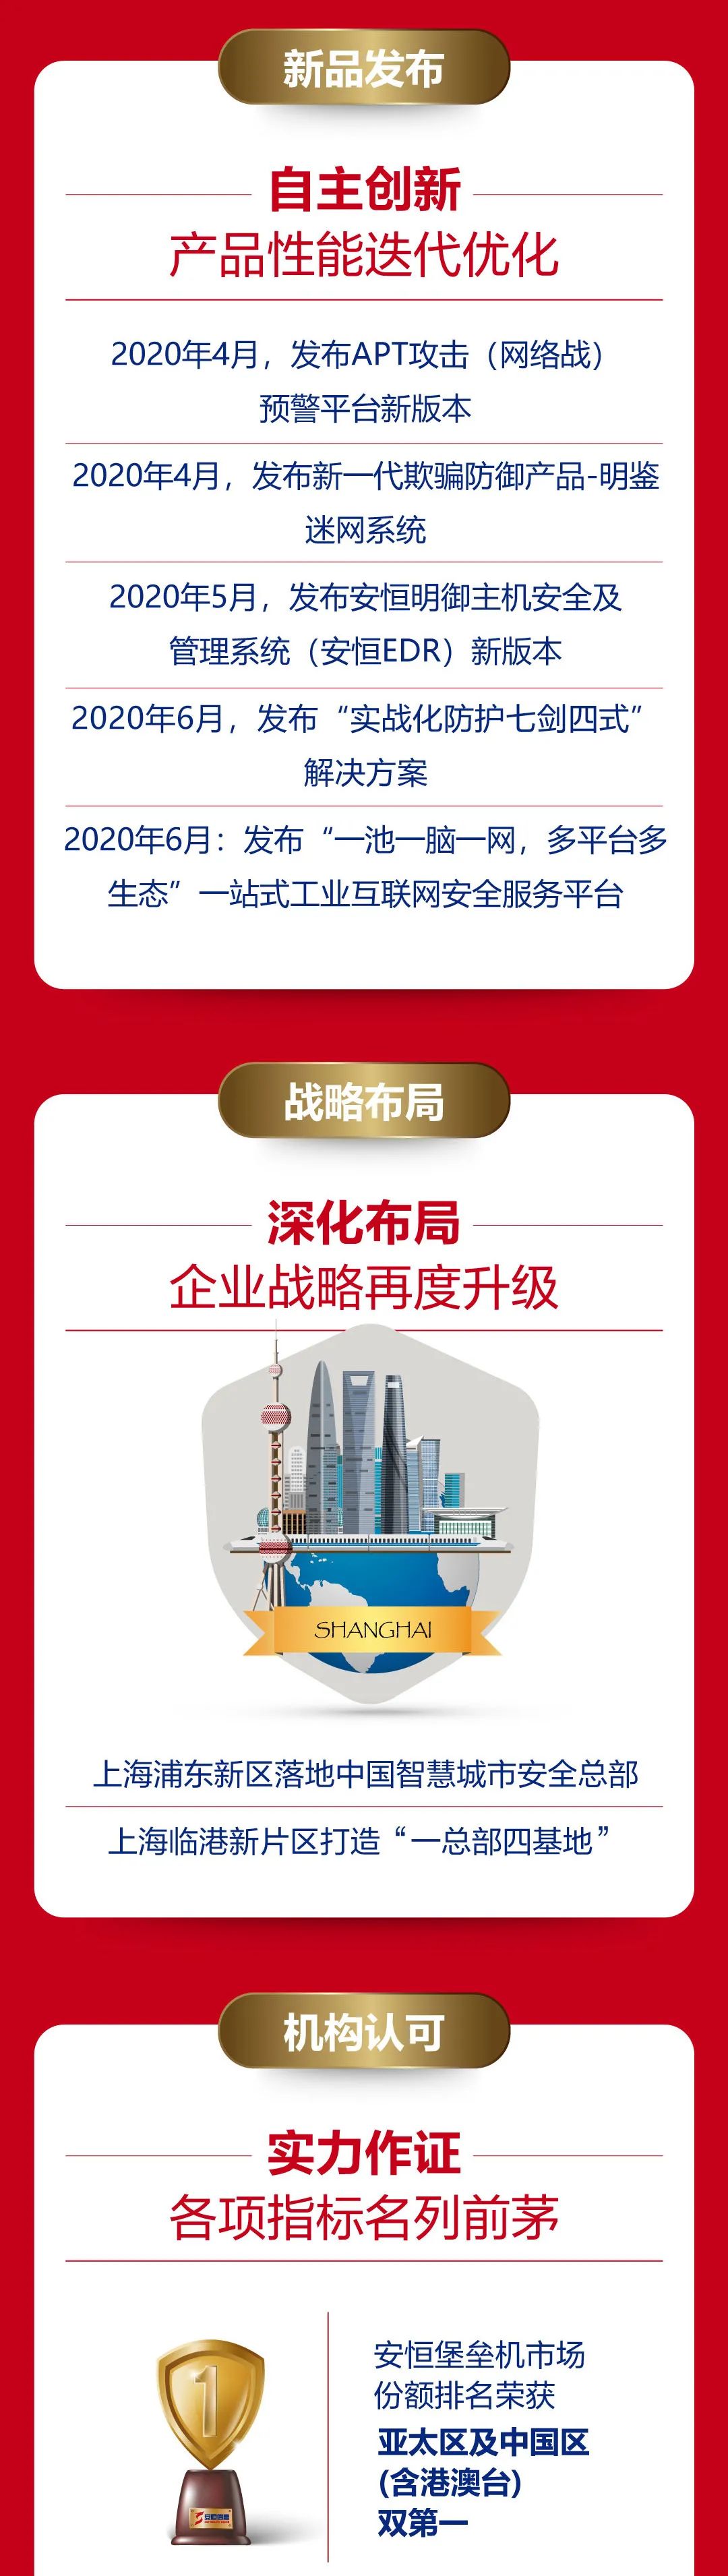 新品发布
自主创新
产品性能迭代优化
2020年4月，发布APT攻击（网络战）
预警平台新版本
2020年4月，发布新一代欺骗防御产品-明鉴
迷网系统
2020年5月，发布安恒明御主机安全及
管理系统（安恒EDR）新版本
2020年6月，发布“实战化防护七剑四式”
解决方案
2020年6月：发布“一池一脑一网，多平台多
生态”一站式工业互联网安全服务平台
战略布局
深化布局
企业战略再度升级
SHANGHAI
上海浦东新区落地中国智慧城市安全总部
上海临港新片区打造“一总部四基地”
机构认可
实力作证
各项指标名列前茅
1
安恒堡垒机市场
份额排名荣获
亚太区及中国区
(含港澳台)
双第一